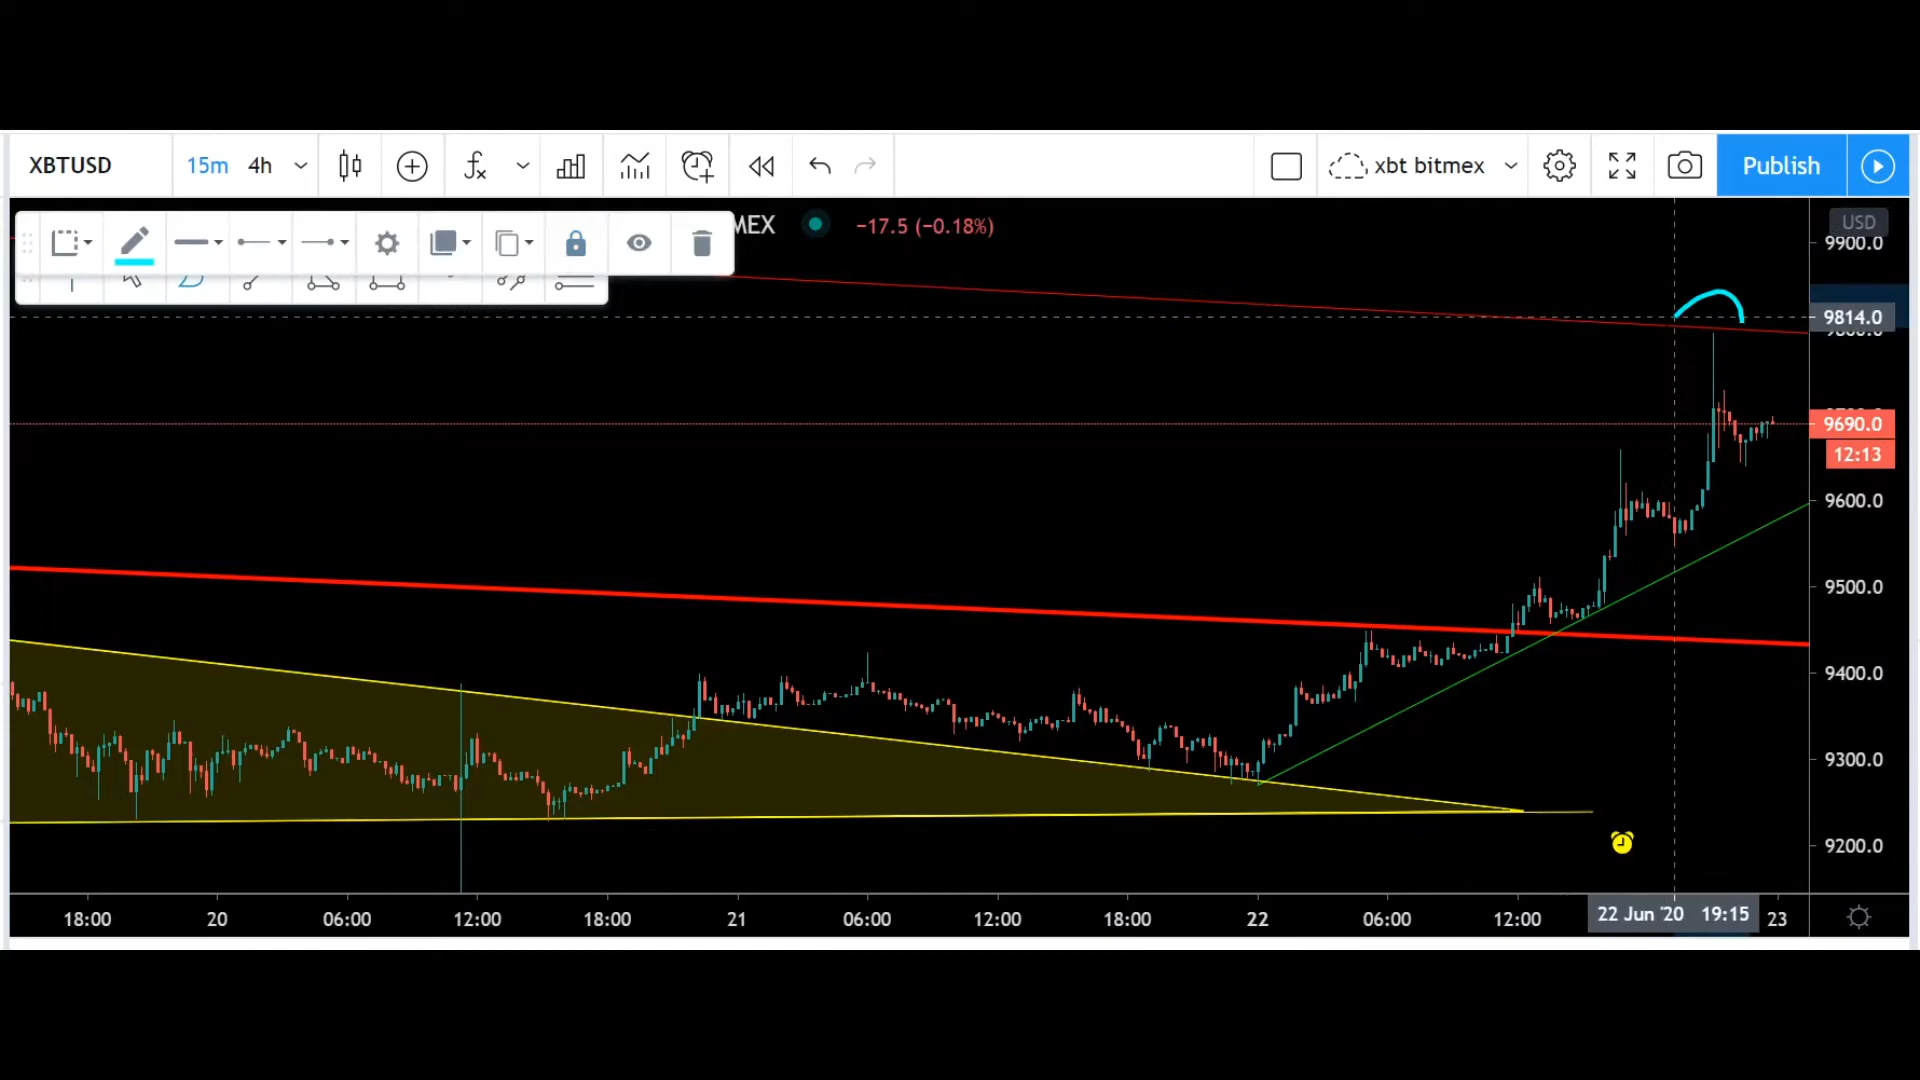 XBTUSD 15m 4h fx xbt bitmex Publish
MEX −17.5 (−0.18%)
USD
9900.0
9814.0
9690.0
12:13
9600.0
9500.0
9400.0
9300.0
9200.0
18:00 20 06:00 12:00 18:00 21 06:00 12:00 18:00 22 06:00 12:00 22 Jun '20 19:15 23